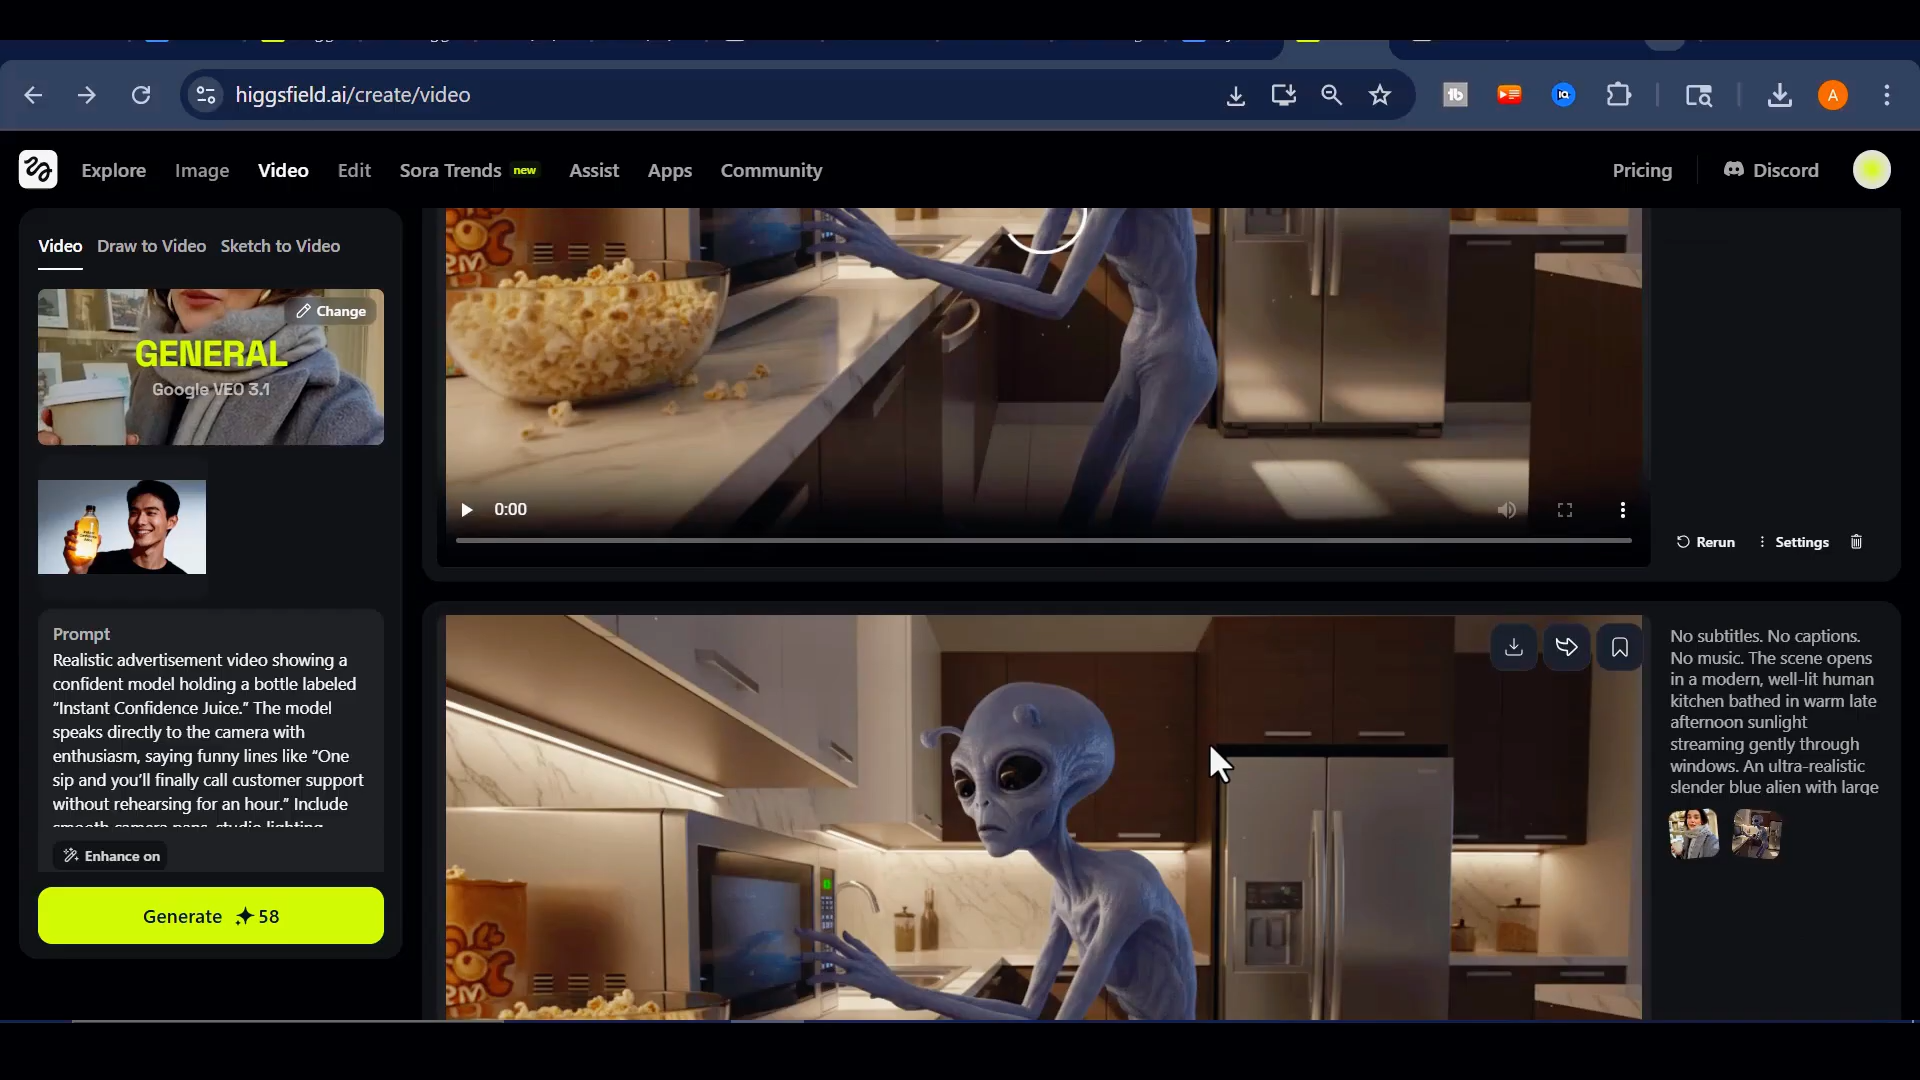 higgsfield.ai/create/video
A
Explore
Image
Video
Edit
Sora Trends new
Assist
Apps
Community
Pricing
Discord
Video
Draw to Video
Sketch to Video
Change
GENERAL
Google VEO 3.1
Prompt
Realistic advertisement video showing a
confident model holding a bottle labeled
“Instant Confidence Juice.” The model
speaks directly to the camera with
enthusiasm, saying funny lines like “One
sip and you’ll finally call customer support
without rehearsing for an hour.” Include
smooth camera pans, studio lighting,
Enhance on
Generate 58
0:00
Rerun
Settings
No subtitles. No captions.
No music. The scene opens
in a modern, well-lit human
kitchen bathed in warm late
afternoon sunlight
streaming gently through
windows. An ultra-realistic
slender blue alien with large